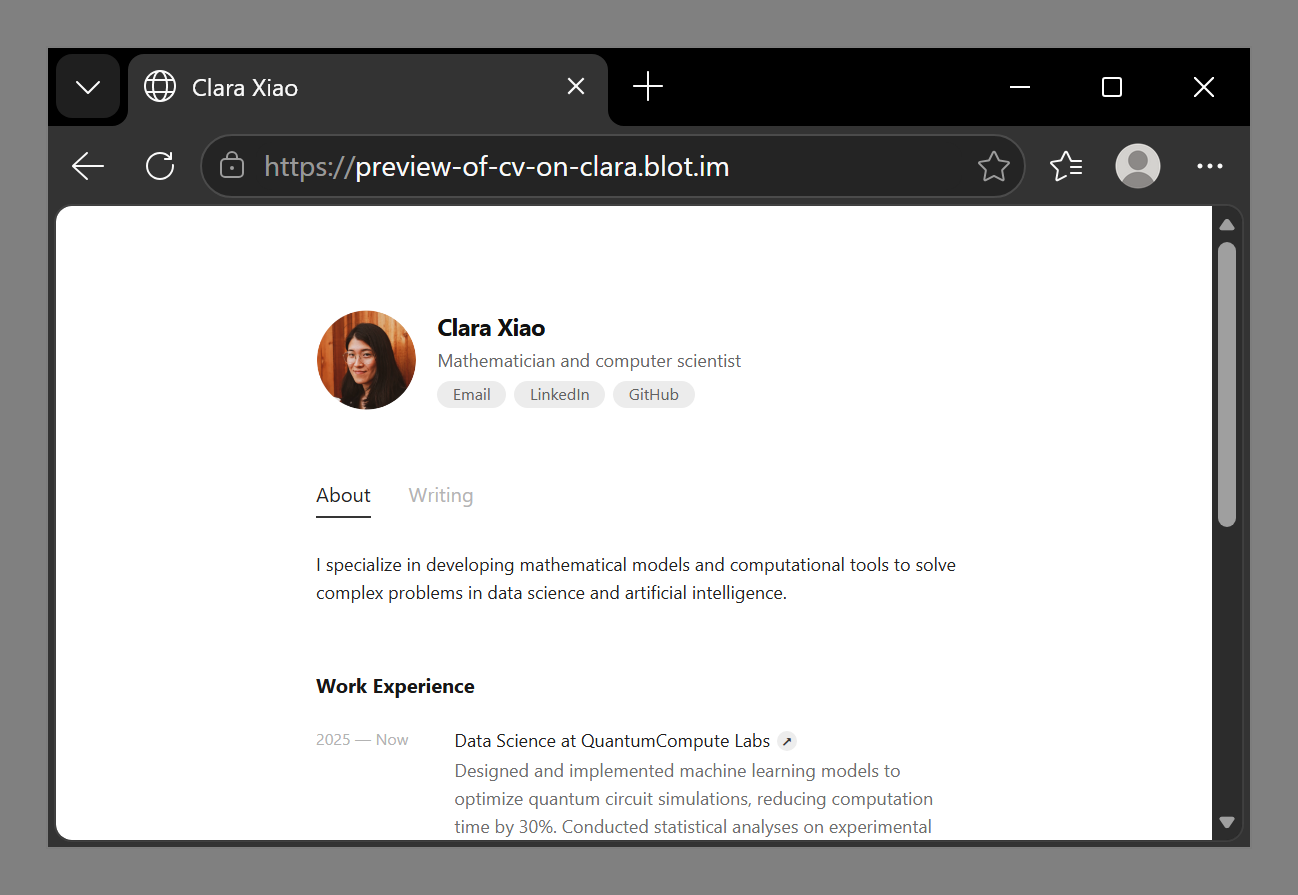 Clara Xiao
https://preview-of-cv-on-clara.blot.im
Clara Xiao
Mathematician and computer scientist
Email LinkedIn GitHub
About Writing
I specialize in developing mathematical models and computational tools to solve
complex problems in data science and artificial intelligence.
Work Experience
2025 — Now Data Science at QuantumCompute Labs ↗
Designed and implemented machine learning models to
optimize quantum circuit simulations, reducing computation
time by 30%. Conducted statistical analyses on experimental